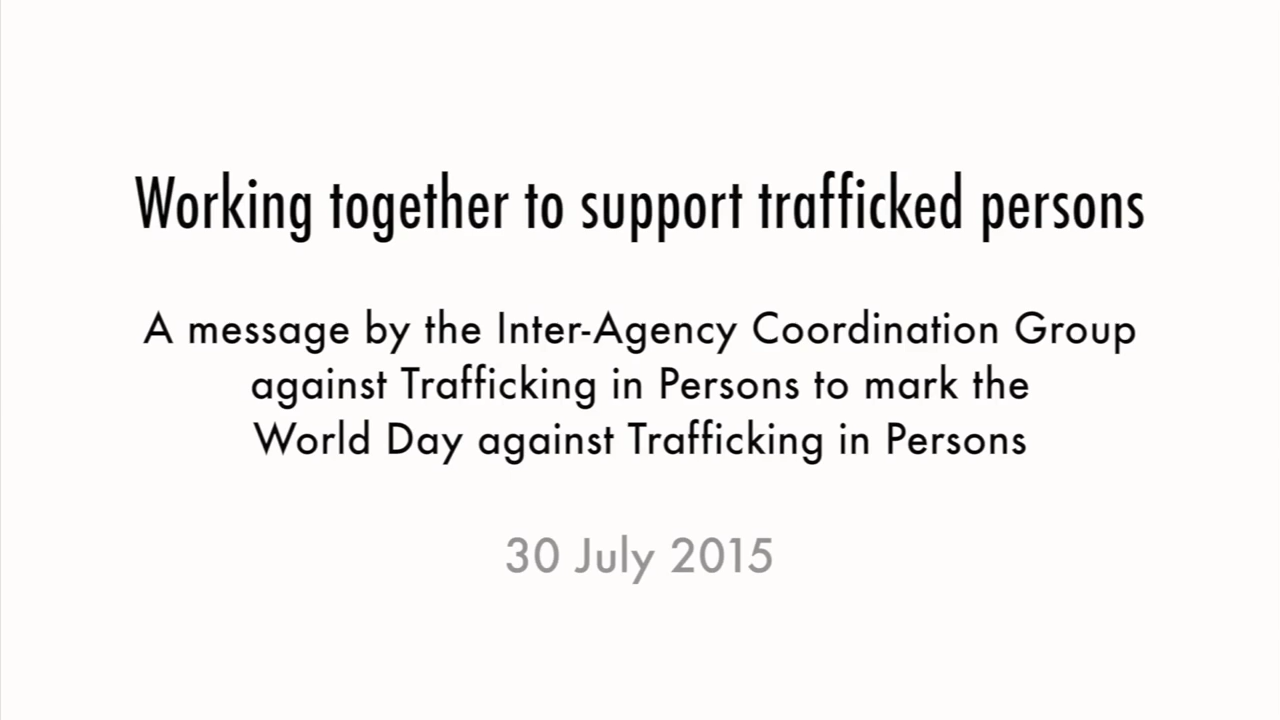 Working together to support trafficked persons
A message by the Inter-Agency Coordination Group
against Trafficking in Persons to mark the
World Day against Trafficking in Persons
30 July 2015